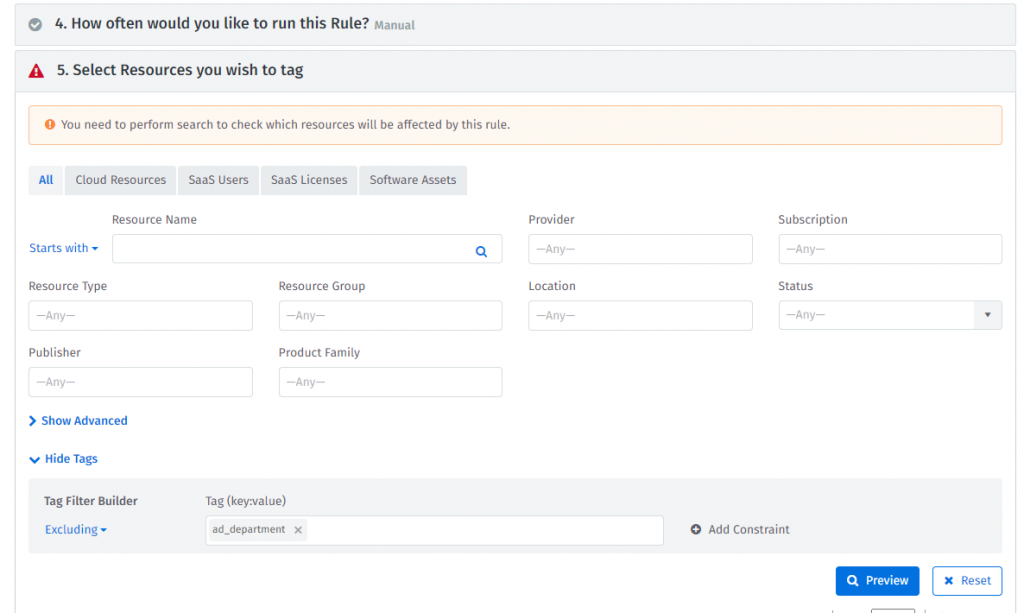 4. How often would you like to run this Rule? Manual
5. Select Resources you wish to tag
You need to perform search to check which resources will be affected by this rule.
All Cloud Resources SaaS Users SaaS Licenses Software Assets
Resource Name Provider Subscription
Starts with —Any— —Any—
Resource Type Resource Group Location Status
—Any— —Any— —Any— —Any—
Publisher Product Family
—Any— —Any—
Show Advanced
Hide Tags
Tag Filter Builder Tag (key:value)
Excluding ad_department Add Constraint
Preview Reset